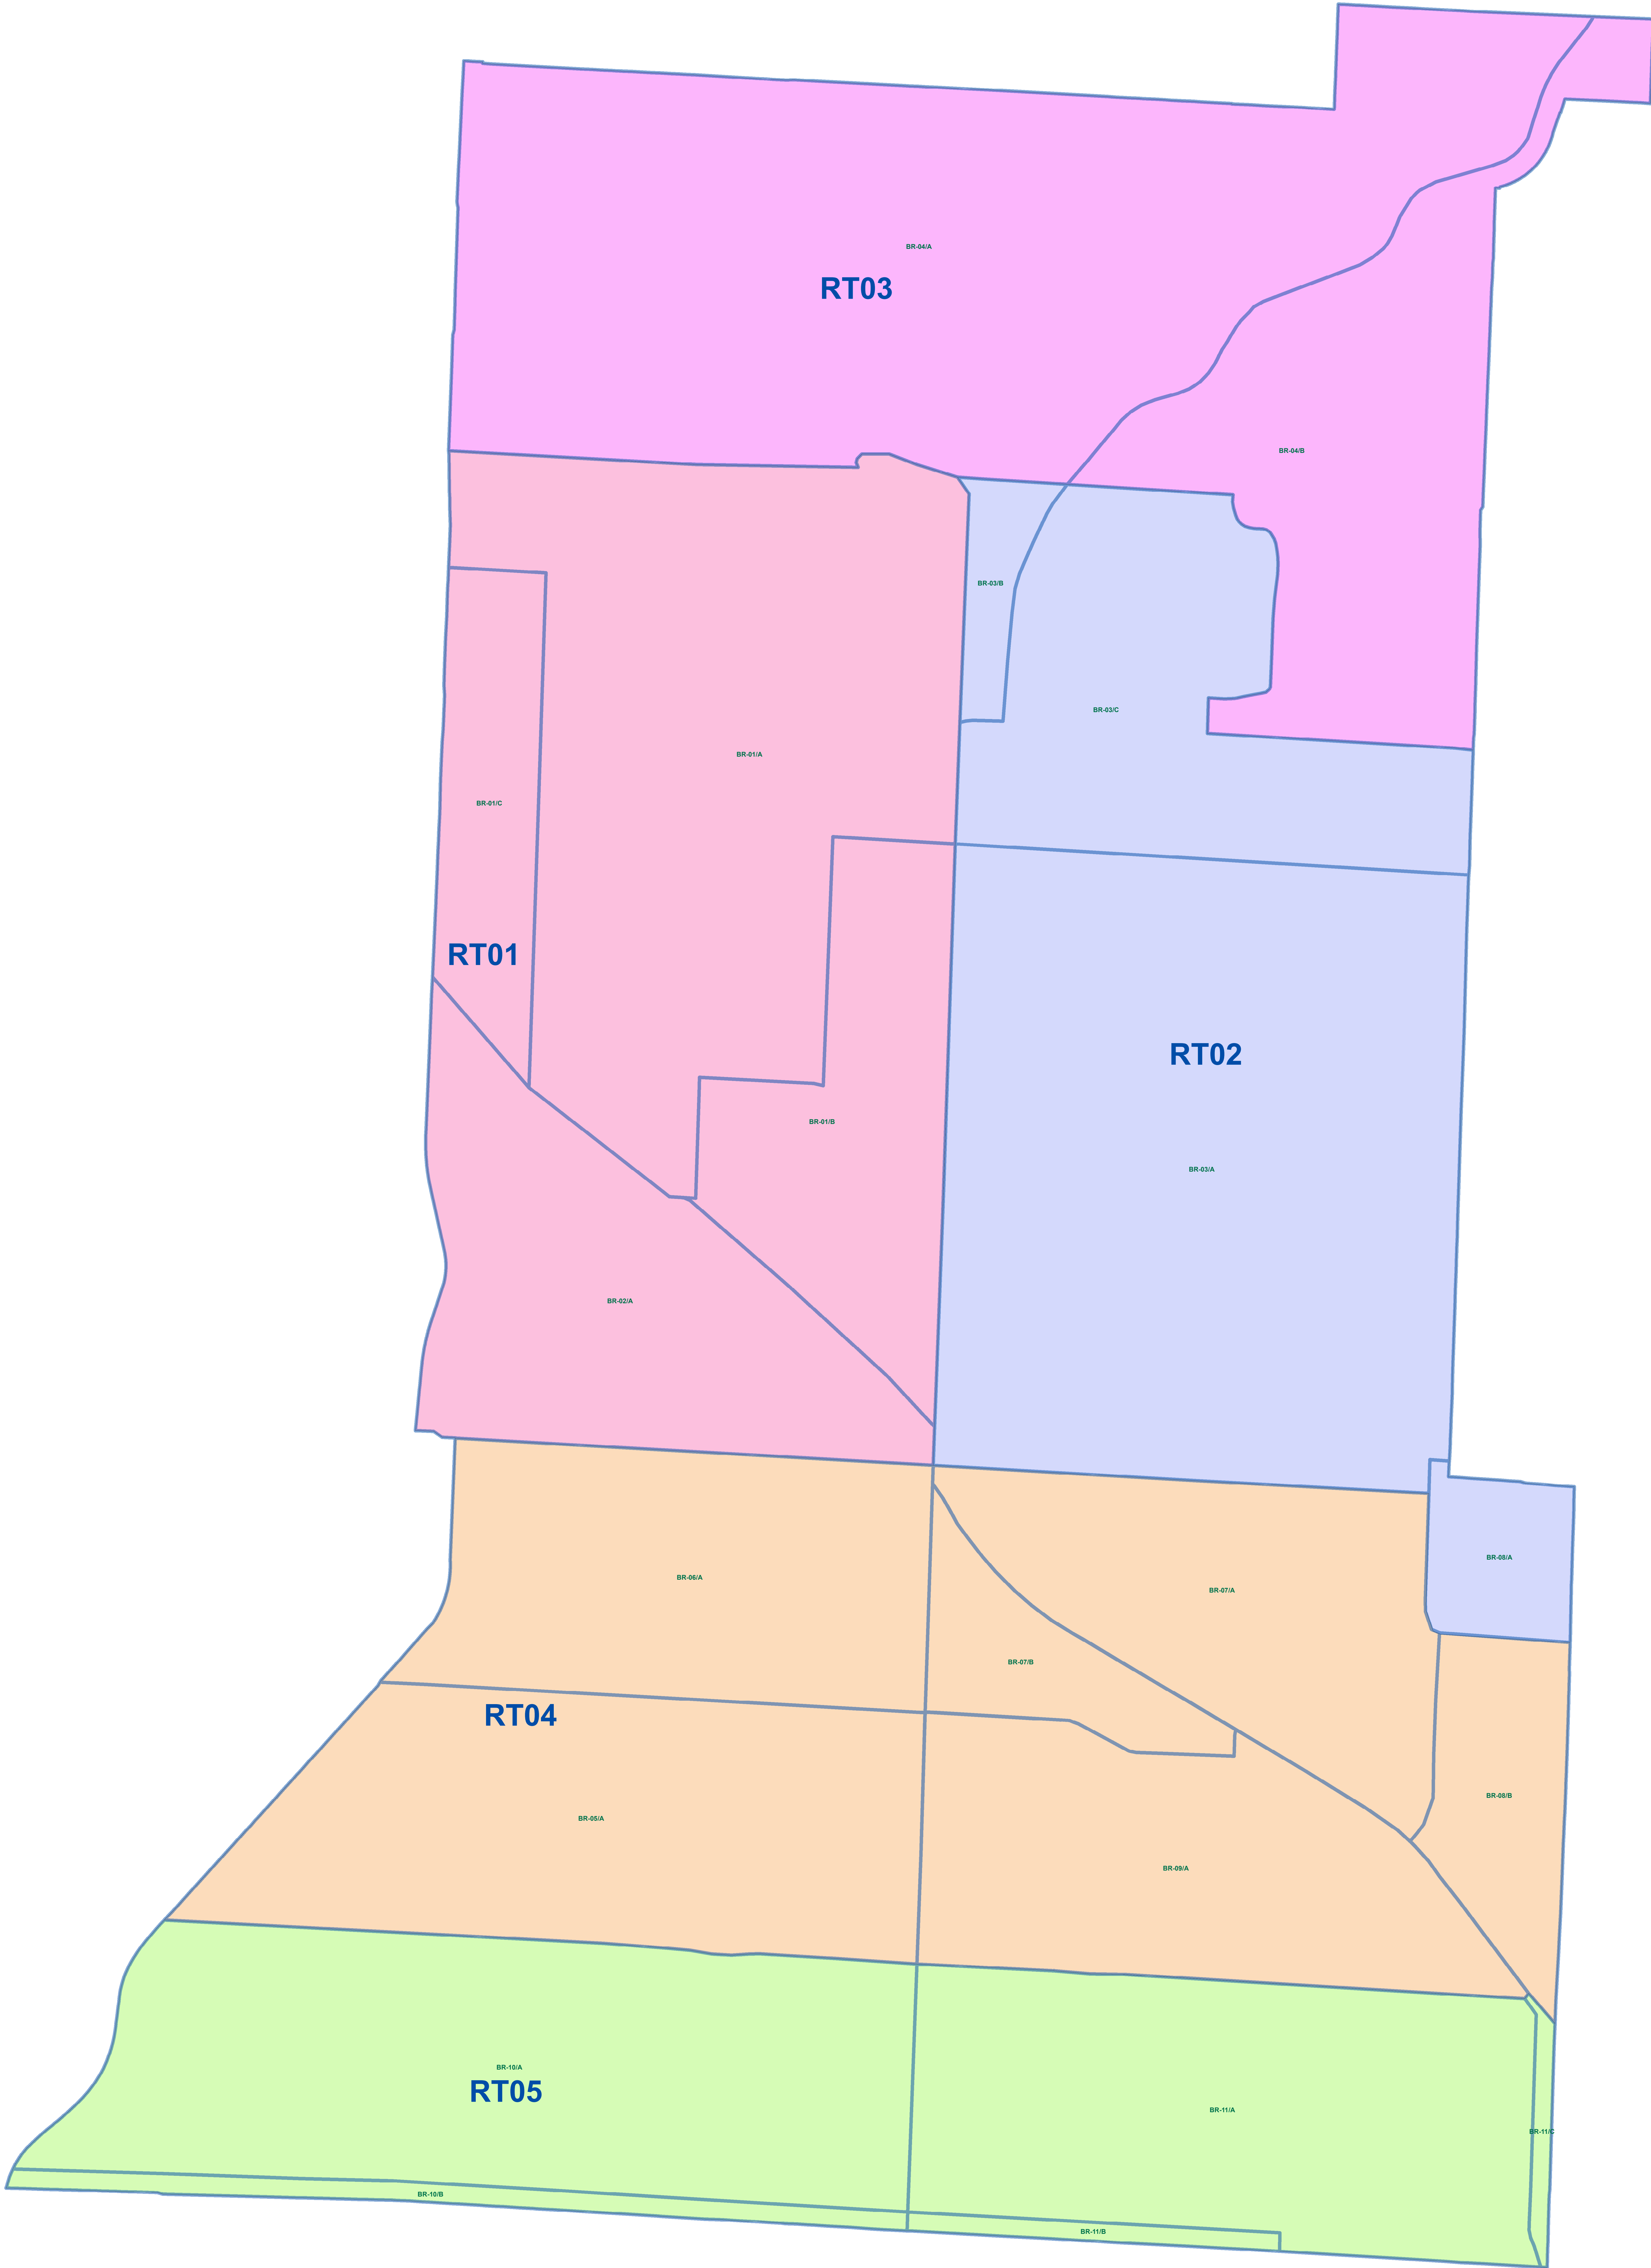 BR-04/A
RT03
BR-04/B
BR-03/B
BR-03/C
BR-01/A
BR-01/C
RT01
RT02
BR-01/B
BR-03/A
BR-02/A
BR-08/A
BR-06/A
BR-07/A
BR-07/B
RT04
BR-08/B
BR-05/A
BR-09/A
BR-10/A
RT05
BR-11/A
BR-11/C
BR-10/B
BR-11/B